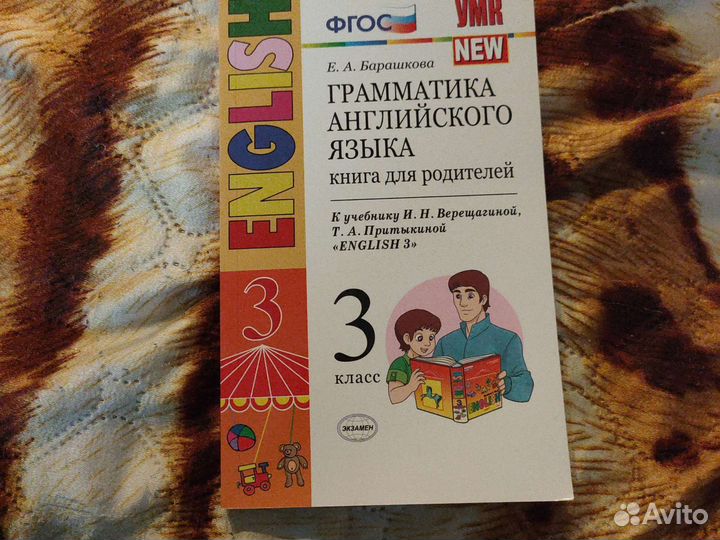 ENGLISH
ФГОС
УМК
NEW
Е. А. Барашкова
ГРАММАТИКА
АНГЛИЙСКОГО
ЯЗЫКА
книга для родителей
К учебнику И. Н. Верещагиной,
Т. А. Притыкиной
«ENGLISH 3»
3
3
класс
ENGLISH
ЭКЗАМЕН
Avito